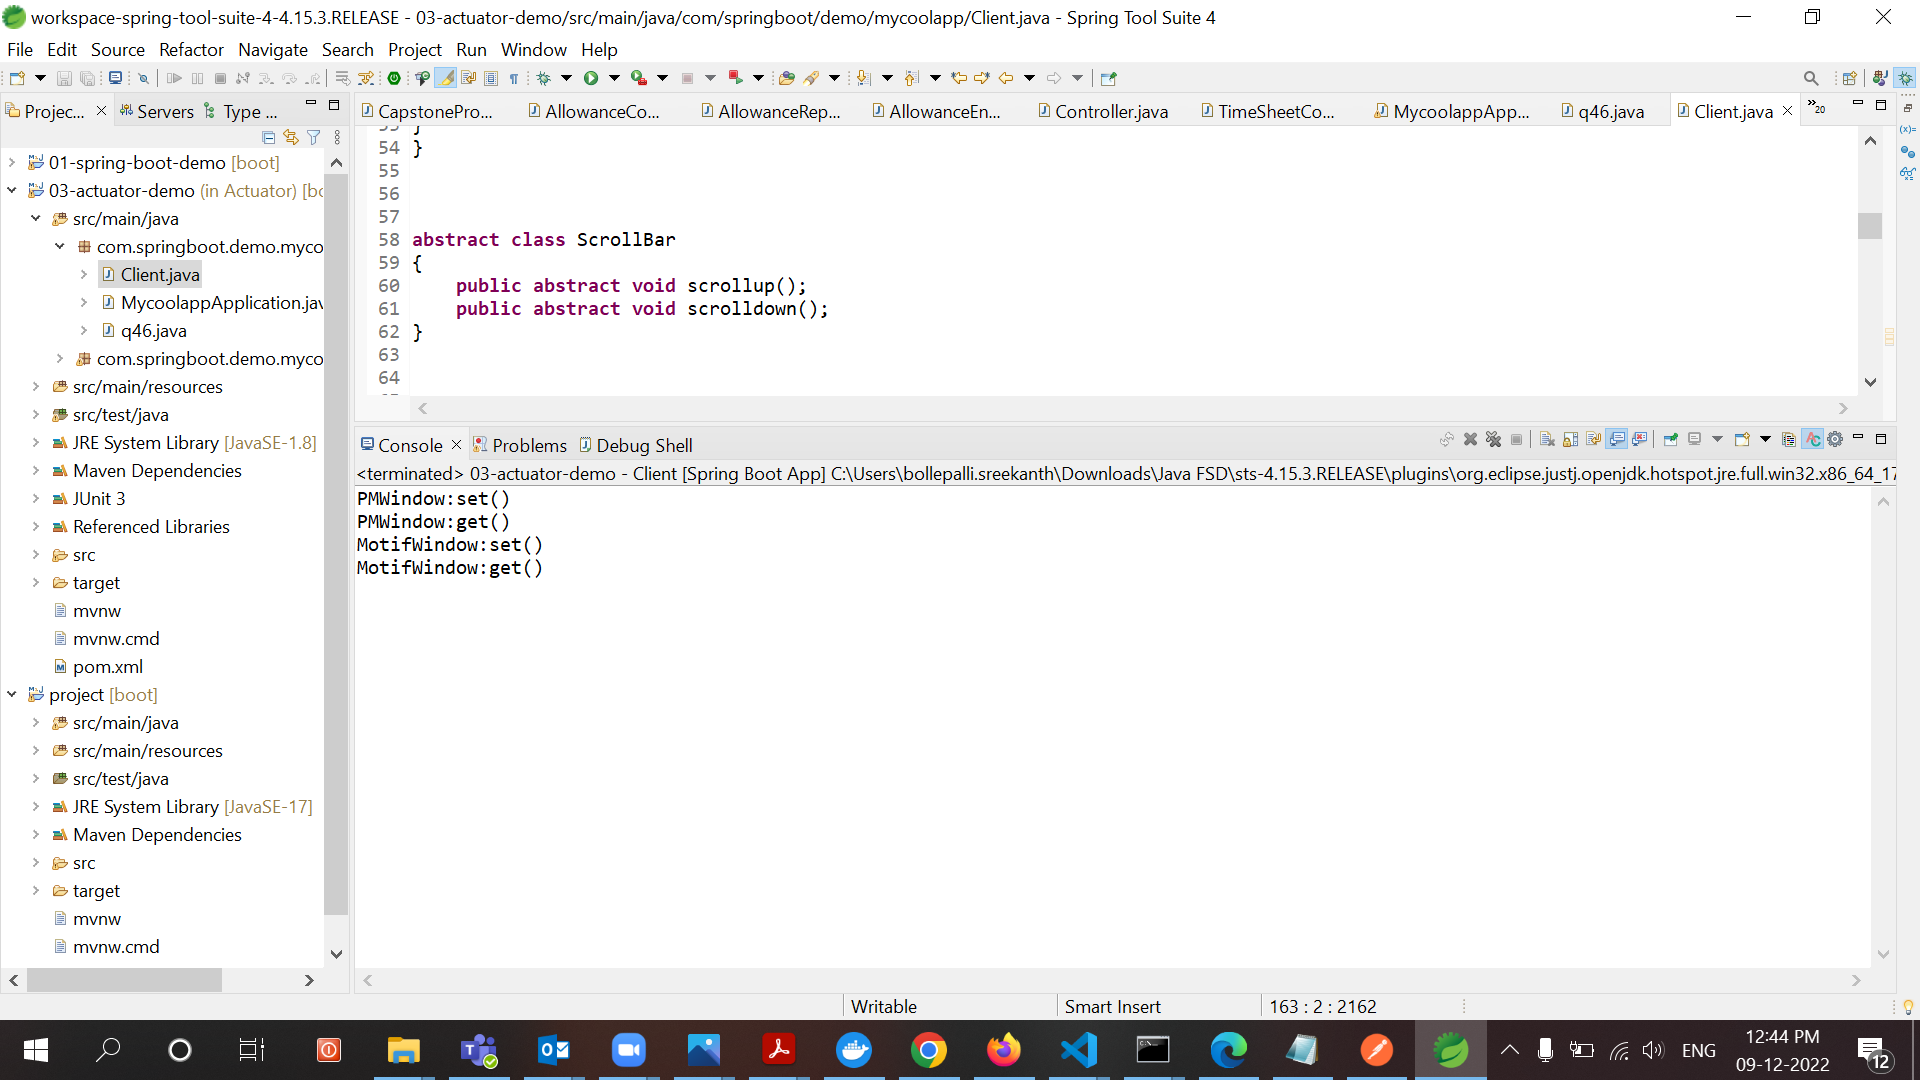 workspace-spring-tool-suite-4-4.15.3.RELEASE - 03-actuator-demo/src/main/java/com/springboot/demo/mycoolapp/Client.java - Spring Tool Suite 4
File Edit Source Refactor Navigate Search Project Run Window Help
Projec... Servers Type ...
CapstonePro... AllowanceCo... AllowanceRep... AllowanceEn... Controller.java TimeSheetCo... MycoolappApp... q46.java Client.java 20
01-spring-boot-demo [boot]
03-actuator-demo (in Actuator) [bo
src/main/java
com.springboot.demo.myco
Client.java
MycoolappApplication.jav
q46.java
com.springboot.demo.myco
src/main/resources
src/test/java
JRE System Library [JavaSE-1.8]
Maven Dependencies
JUnit 3
Referenced Libraries
src
target
mvnw
mvnw.cmd
pom.xml
project [boot]
src/main/java
src/main/resources
src/test/java
JRE System Library [JavaSE-17]
Maven Dependencies
src
target
mvnw
mvnw.cmd
54 }
55
56
57
58 abstract class ScrollBar
59 {
60 public abstract void scrollup();
61 public abstract void scrolldown();
62 }
63
64
Console Problems Debug Shell
<terminated> 03-actuator-demo - Client [Spring Boot App] C:\Users\bollepalli.sreekanth\Downloads\Java FSD\sts-4.15.3.RELEASE\plugins\org.eclipse.justj.openjdk.hotspot.jre.full.win32.x86_64_17
PMWindow:set()
PMWindow:get()
MotifWindow:set()
MotifWindow:get()
Writable Smart Insert 163 : 2 : 2162
ENG
12:44 PM
09-12-2022
12